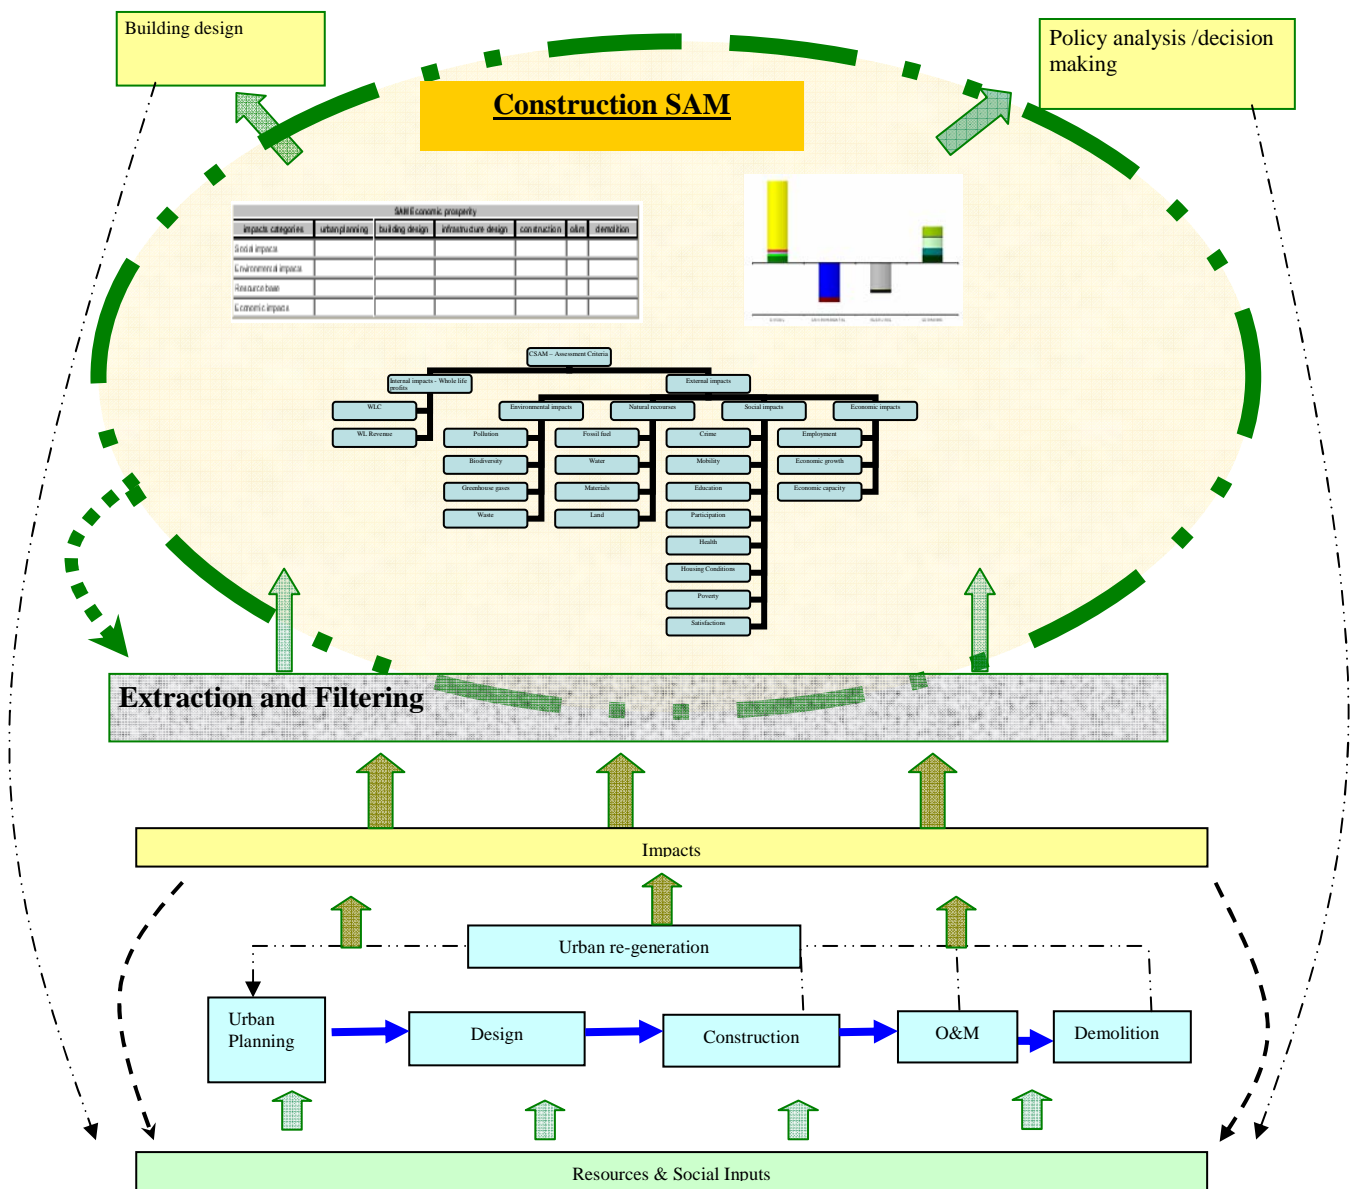 Building design
Policy analysis /decision
making
Construction SAM
SAM Economic prosperity
impacts categories urban planning building design infrastructure design construction o&m demolition
Social impacts
Environmental impacts
Resource base
Economic impacts
CSAM – Assessment Criteria
Internal impacts - Whole life
profits
External impacts
WLC
WL Revenue
Environmental impacts
Natural recourses
Social impacts
Economic impacts
Pollution
Fossil fuel
Crime
Employment
Biodiversity
Water
Mobility
Economic growth
Greenhouse gases
Materials
Education
Economic capacity
Waste
Land
Participation
Health
Housing Conditions
Poverty
Satisfactions
Extraction and Filtering
Impacts
Urban re-generation
Urban
Planning
Design
Construction
O&M
Demolition
Resources & Social Inputs